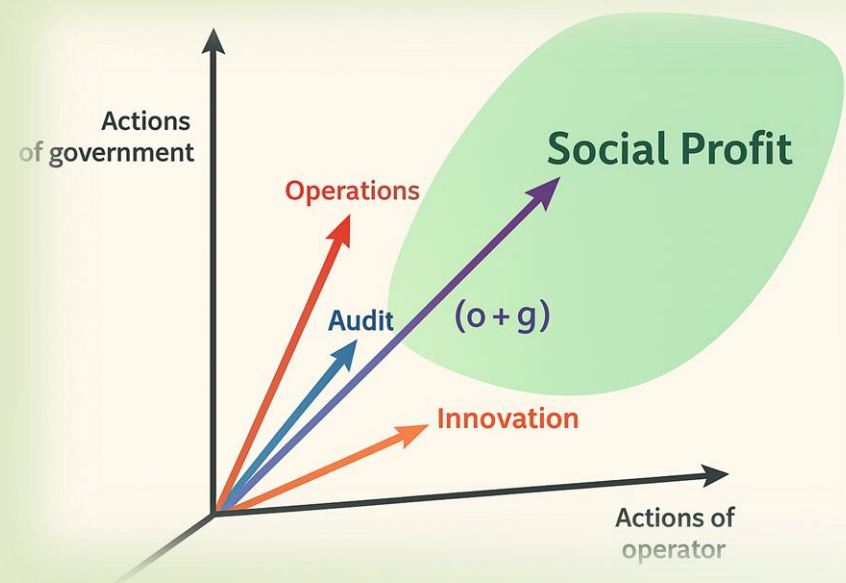 Actions
of government
Operations
Social Profit
Audit
(o + g)
Innovation
Actions of
operator